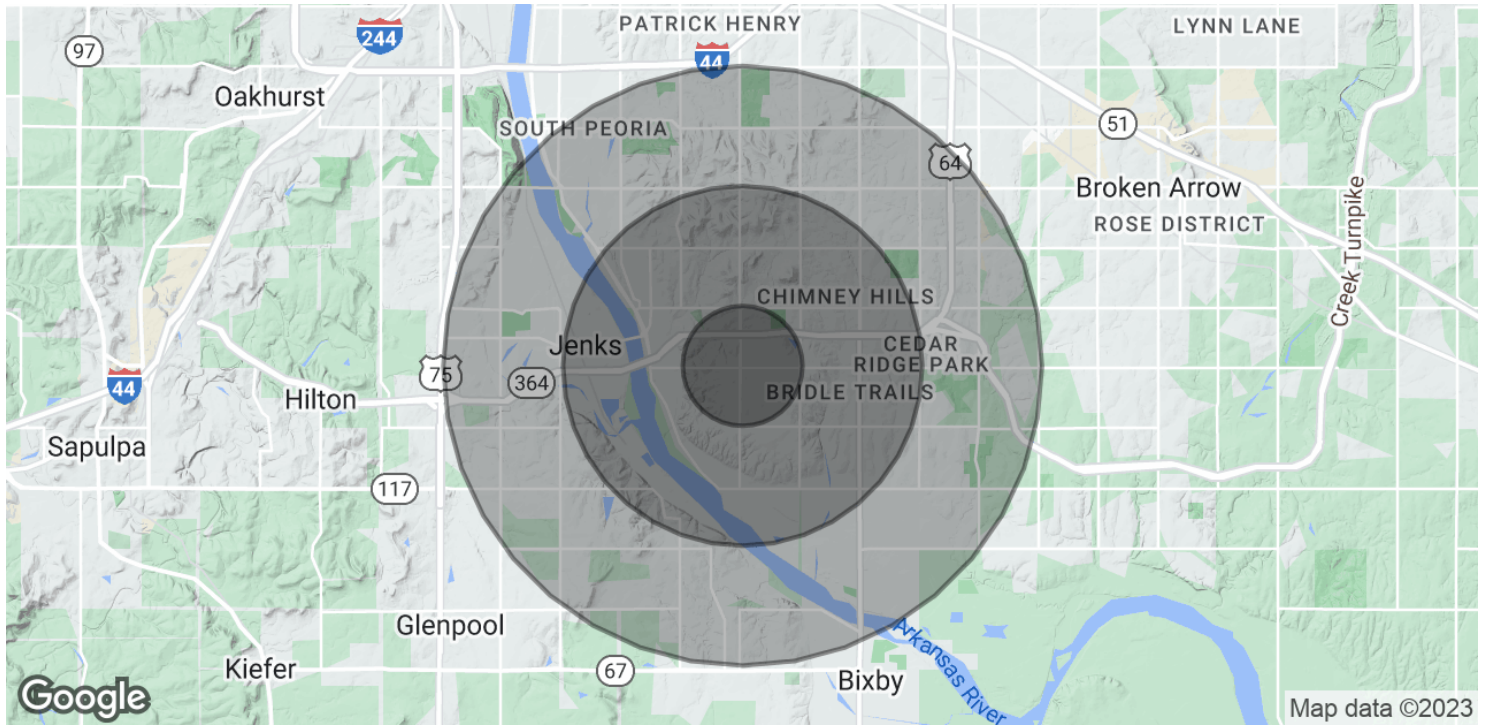 PATRICK HENRY
LYNN LANE
97
244
44
Oakhurst
SOUTH PEORIA
51
64
Broken Arrow
ROSE DISTRICT
Creek Turnpike
CHIMNEY HILLS
Jenks
CEDAR
RIDGE PARK
75
364
44
Hilton
BRIDLE TRAILS
Sapulpa
117
Glenpool
Arkansas River
Kiefer
67
Bixby
Google
Map data ©2023